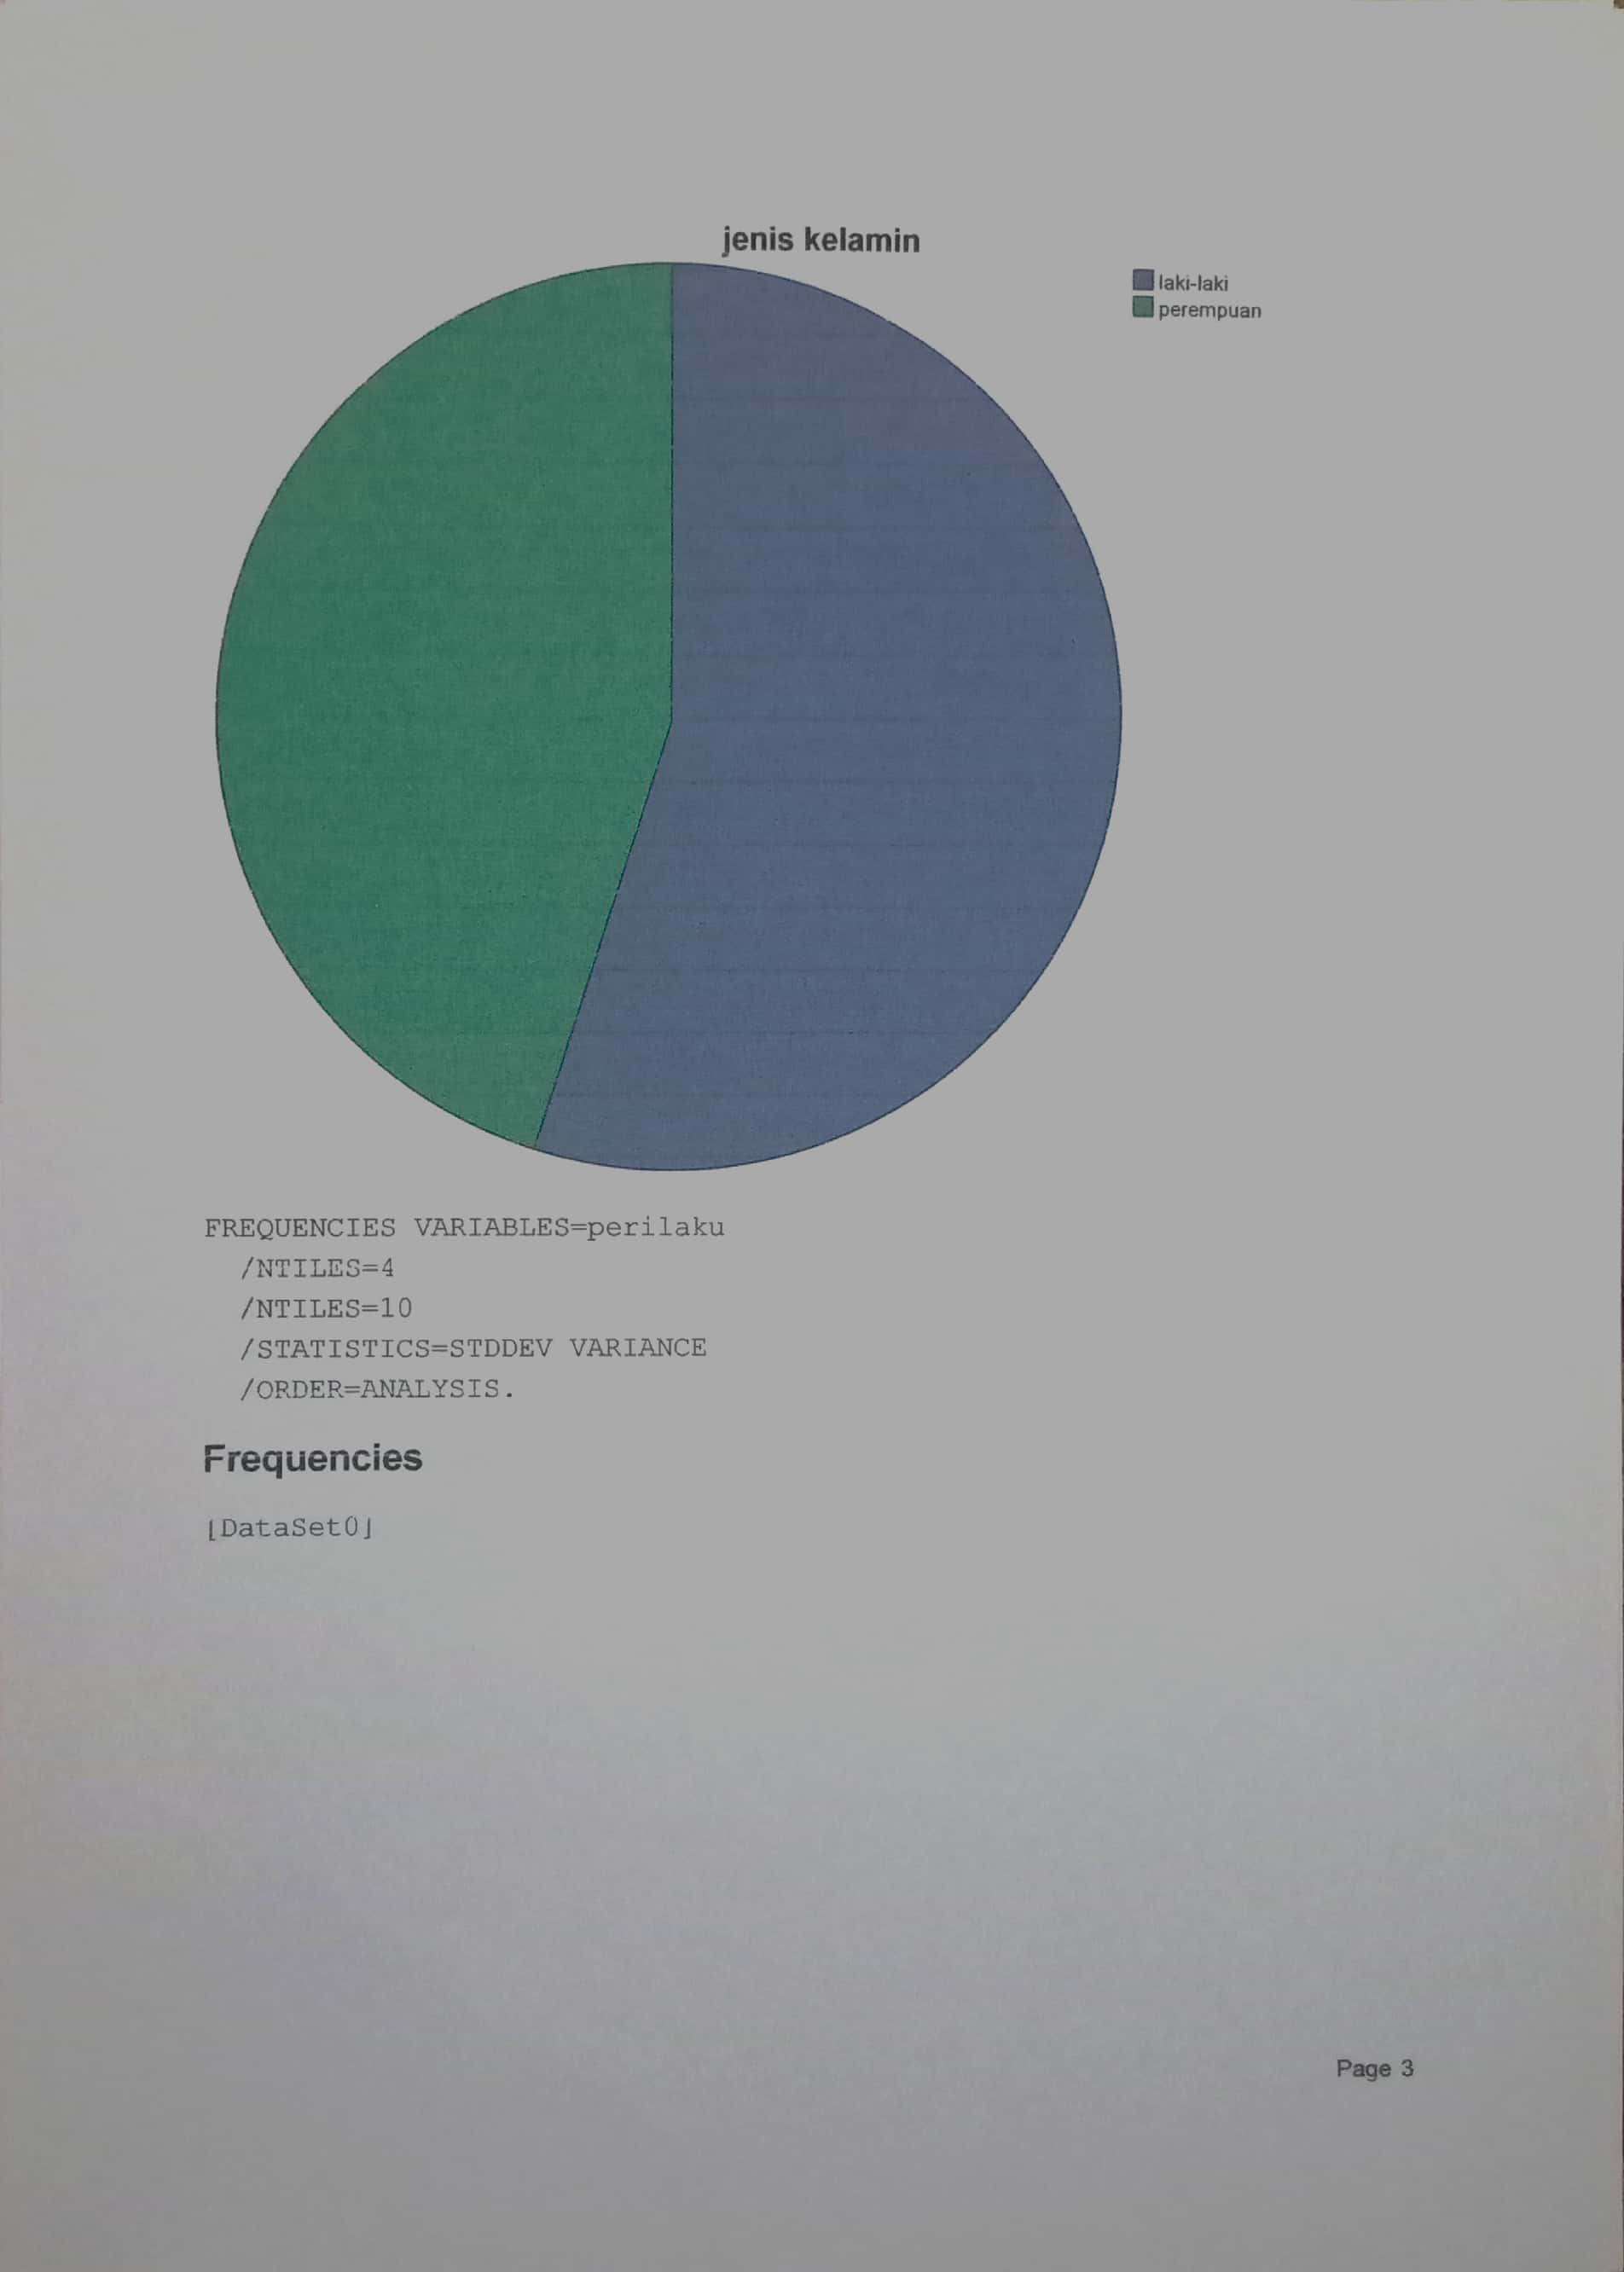 jenis kelamin
laki-laki
perempuan
FREQUENCIES VARIABLES=perilaku
/NTILES=4
/NTILES=10
/STATISTICS=STDDEV VARIANCE
/ORDER=ANALYSIS.
Frequencies
[DataSet0]
Page 3